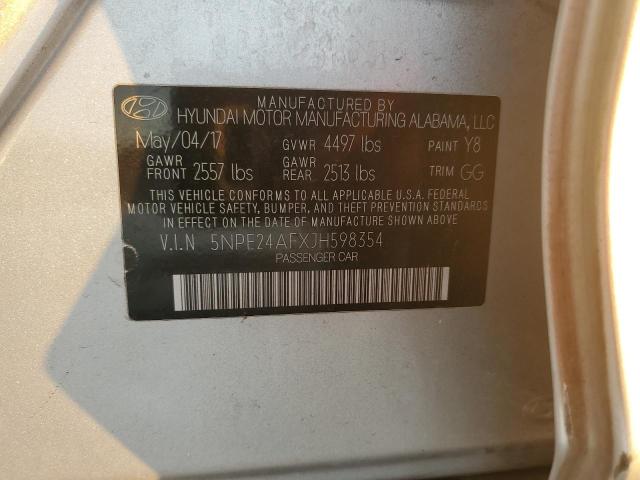 MANUFACTURED BY
HYUNDAI MOTOR MANUFACTURING ALABAMA, LLC
May/04/17 GVWR 4497 lbs PAINT Y8
GAWR FRONT 2557 lbs GAWR REAR 2513 lbs TRIM GG
THIS VEHICLE CONFORMS TO ALL APPLICABLE U.S.A. FEDERAL
MOTOR VEHICLE SAFETY, BUMPER, AND THEFT PREVENTION STANDARDS
IN EFFECT ON THE DATE OF MANUFACTURE SHOWN ABOVE.
V.I.N 5NPE24AFXJH598354
PASSENGER CAR